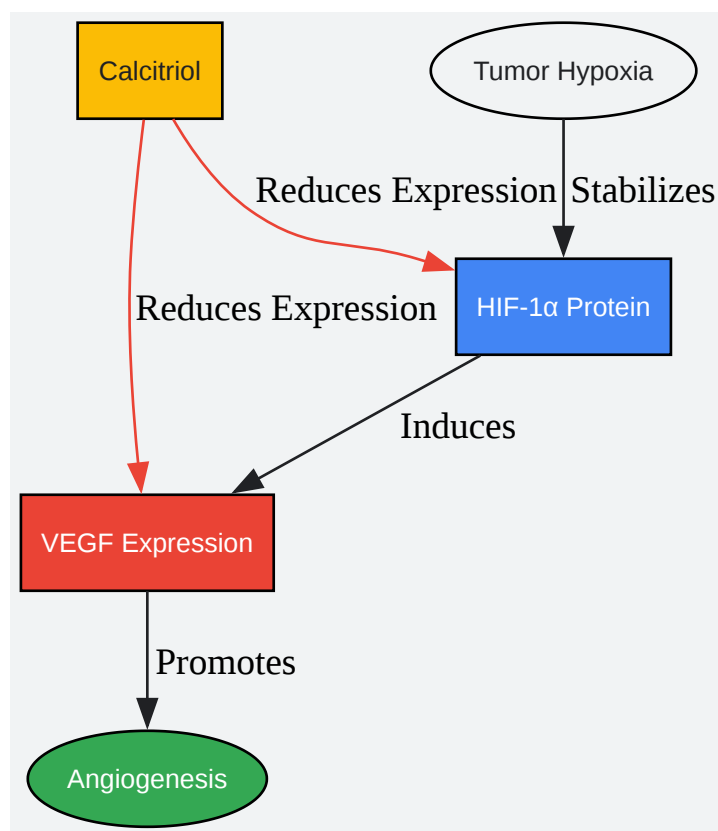 Calcitriol
Tumor Hypoxia
Reduces Expression
Stabilizes
Reduces Expression
HIF-1α Protein
Induces
VEGF Expression
Promotes
Angiogenesis